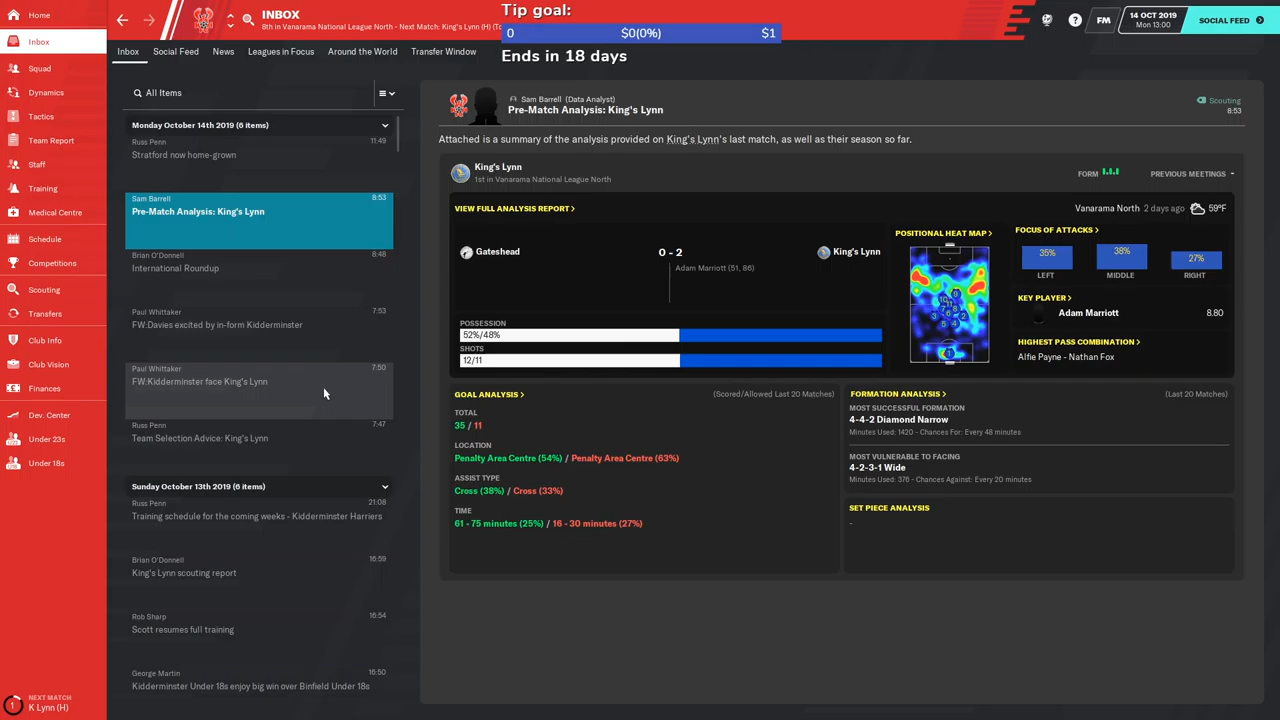 Home
Inbox
Squad
Dynamics
Tactics
Team Report
Staff
Training
Medical Centre
Schedule
Competitions
Scouting
Transfers
Club Info
Club Vision
Finances
Dev. Center
Under 23s
Under 18s
1
NEXT MATCH
K Lynn (H)
INBOX
8th in Vanarama National League North - Next Match: King's Lynn (H) (To
Tip goal:
0 $0(0%) $1
Ends in 18 days
? FM
14 OCT 2019
Mon 13:00
SOCIAL FEED
Inbox Social Feed News Leagues in Focus Around the World Transfer Window
All Items
Monday October 14th 2019 (6 items)
Russ Penn 11:49
Stratford now home-grown
Sam Barrell 8:53
Pre-Match Analysis: King's Lynn
Brian O'Donnell 8:48
International Roundup
Paul Whittaker 7:53
FW:Davies excited by in-form Kidderminster
Paul Whittaker 7:50
FW:Kidderminster face King's Lynn
Russ Penn 7:47
Team Selection Advice: King's Lynn
Sunday October 13th 2019 (6 items)
Russ Penn 21:08
Training schedule for the coming weeks - Kidderminster Harriers
Brian O'Donnell 16:59
King's Lynn scouting report
Rob Sharp 16:54
Scott resumes full training
George Martin 16:50
Kidderminster Under 18s enjoy big win over Binfield Under 18s
Sam Barrell (Data Analyst)
Pre-Match Analysis: King's Lynn
Scouting
8:53
Attached is a summary of the analysis provided on King's Lynn's last match, as well as their season so far.
King's Lynn
1st in Vanarama National League North
FORM PREVIOUS MEETINGS -
VIEW FULL ANALYSIS REPORT >
Vanarama North 2 days ago 59°F
Gateshead 0 - 2 King's Lynn
Adam Marriott (51, 86)
POSSESSION
52%/48%
SHOTS
12/11
POSITIONAL HEAT MAP >
FOCUS OF ATTACKS >
35% 38% 27%
LEFT MIDDLE RIGHT
KEY PLAYER >
Adam Marriott 8.80
HIGHEST PASS COMBINATION >
Alfie Payne - Nathan Fox
GOAL ANALYSIS > (Scored/Allowed Last 20 Matches)
TOTAL
35 / 11
LOCATION
Penalty Area Centre (54%) / Penalty Area Centre (63%)
ASSIST TYPE
Cross (38%) / Cross (33%)
TIME
61 - 75 minutes (25%) / 16 - 30 minutes (27%)
FORMATION ANALYSIS > (Last 20 Matches)
MOST SUCCESSFUL FORMATION
4-4-2 Diamond Narrow
Minutes Used: 1420 - Chances For: Every 48 minutes
MOST VULNERABLE TO FACING
4-2-3-1 Wide
Minutes Used: 376 - Chances Against: Every 20 minutes
SET PIECE ANALYSIS
-